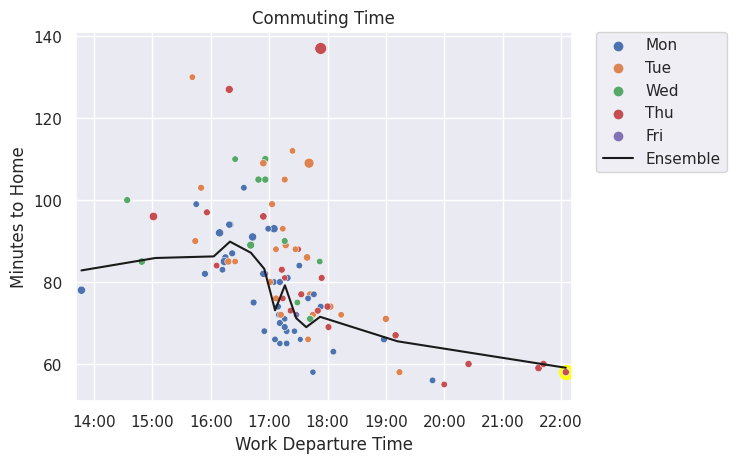 Commuting Time
140
120
100
80
60
Minutes to Home
14:00 15:00 16:00 17:00 18:00 19:00 20:00 21:00 22:00
Work Departure Time
Mon
Tue
Wed
Thu
Fri
Ensemble